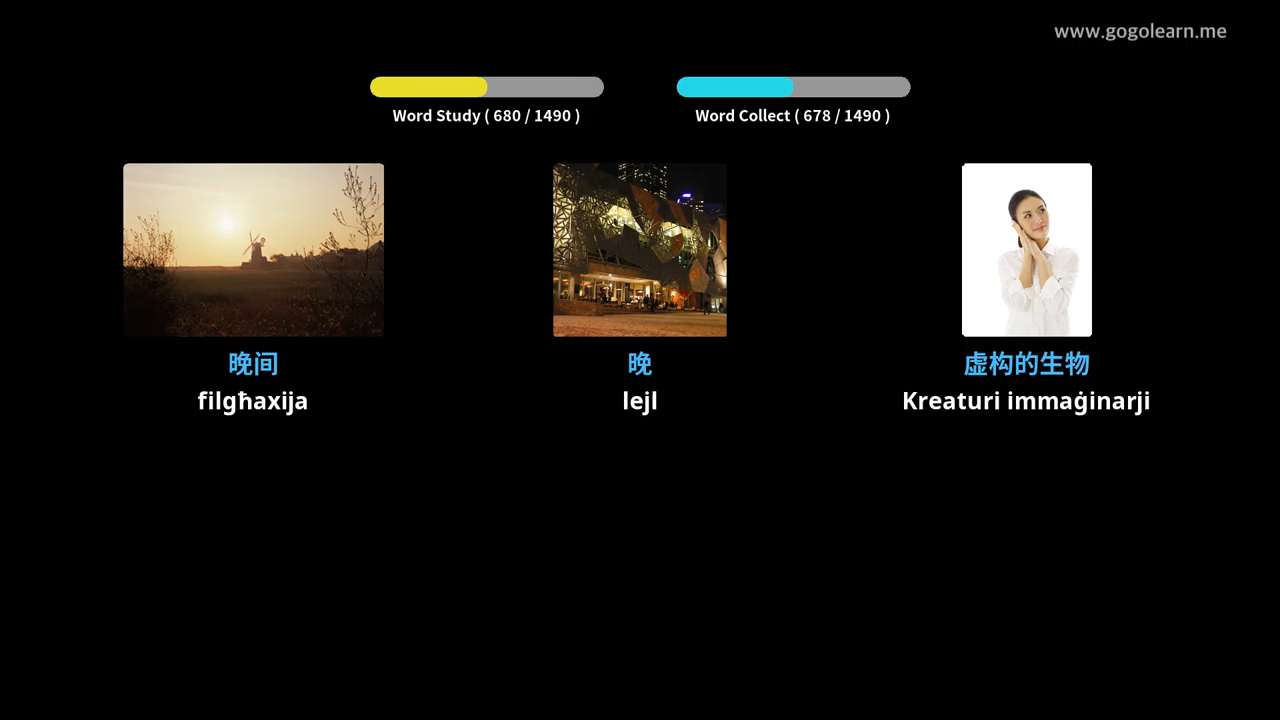 www.gogolearn.me
Word Study ( 680 / 1490 )
Word Collect ( 678 / 1490 )
晚间
晚
虚构的生物
filgħaxija
lejl
Kreaturi immaġinarji